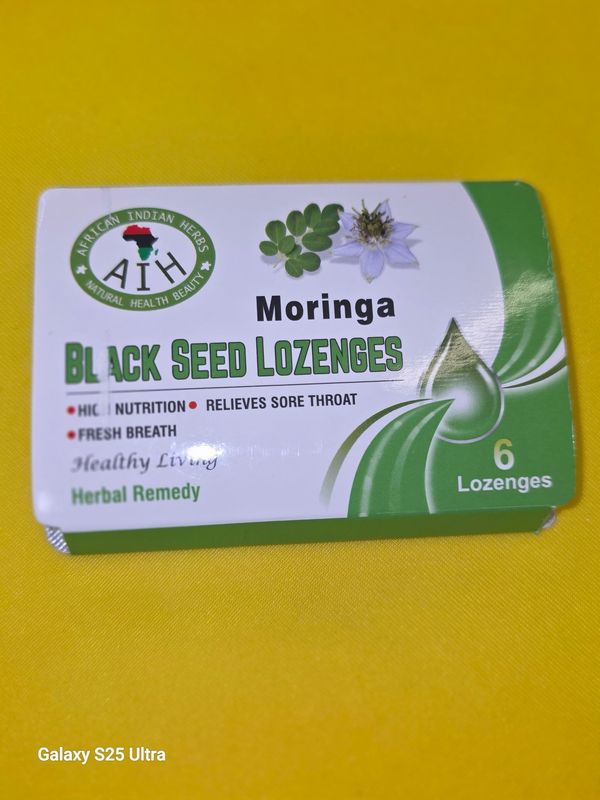 AFRICAN INDIAN HERBS
AIH
NATURAL HEALTH BEAUTY
Moringa
BLACK SEED LOZENGES
NUTRITION • RELIEVES SORE THROAT
• FRESH BREATH
Healthy Living
Herbal Remedy
6
Lozenges
Galaxy S25 Ultra